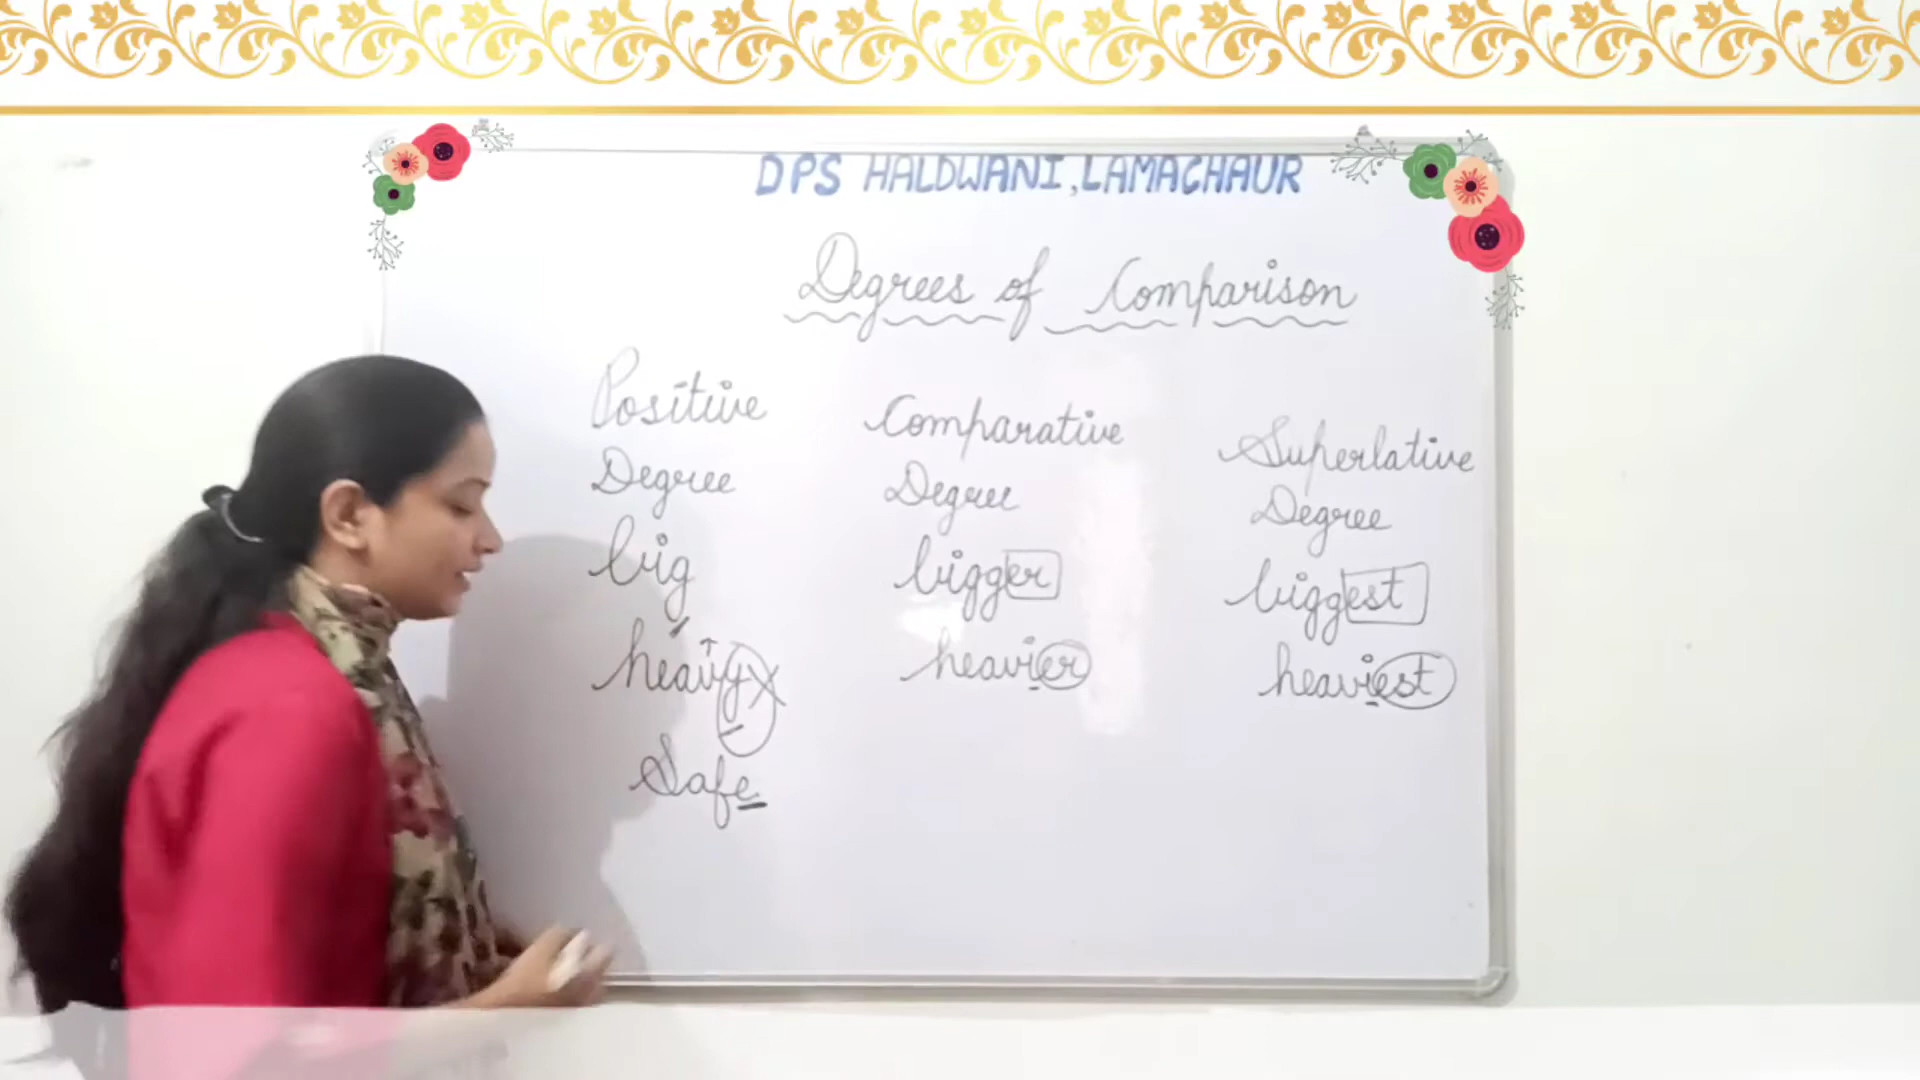 DPS HALDWANI, LAMACHAUR
Degrees of Comparison
Positive Degree
Comparative Degree
Superlative Degree
big bigger biggest
heavy heavier heaviest
Safe